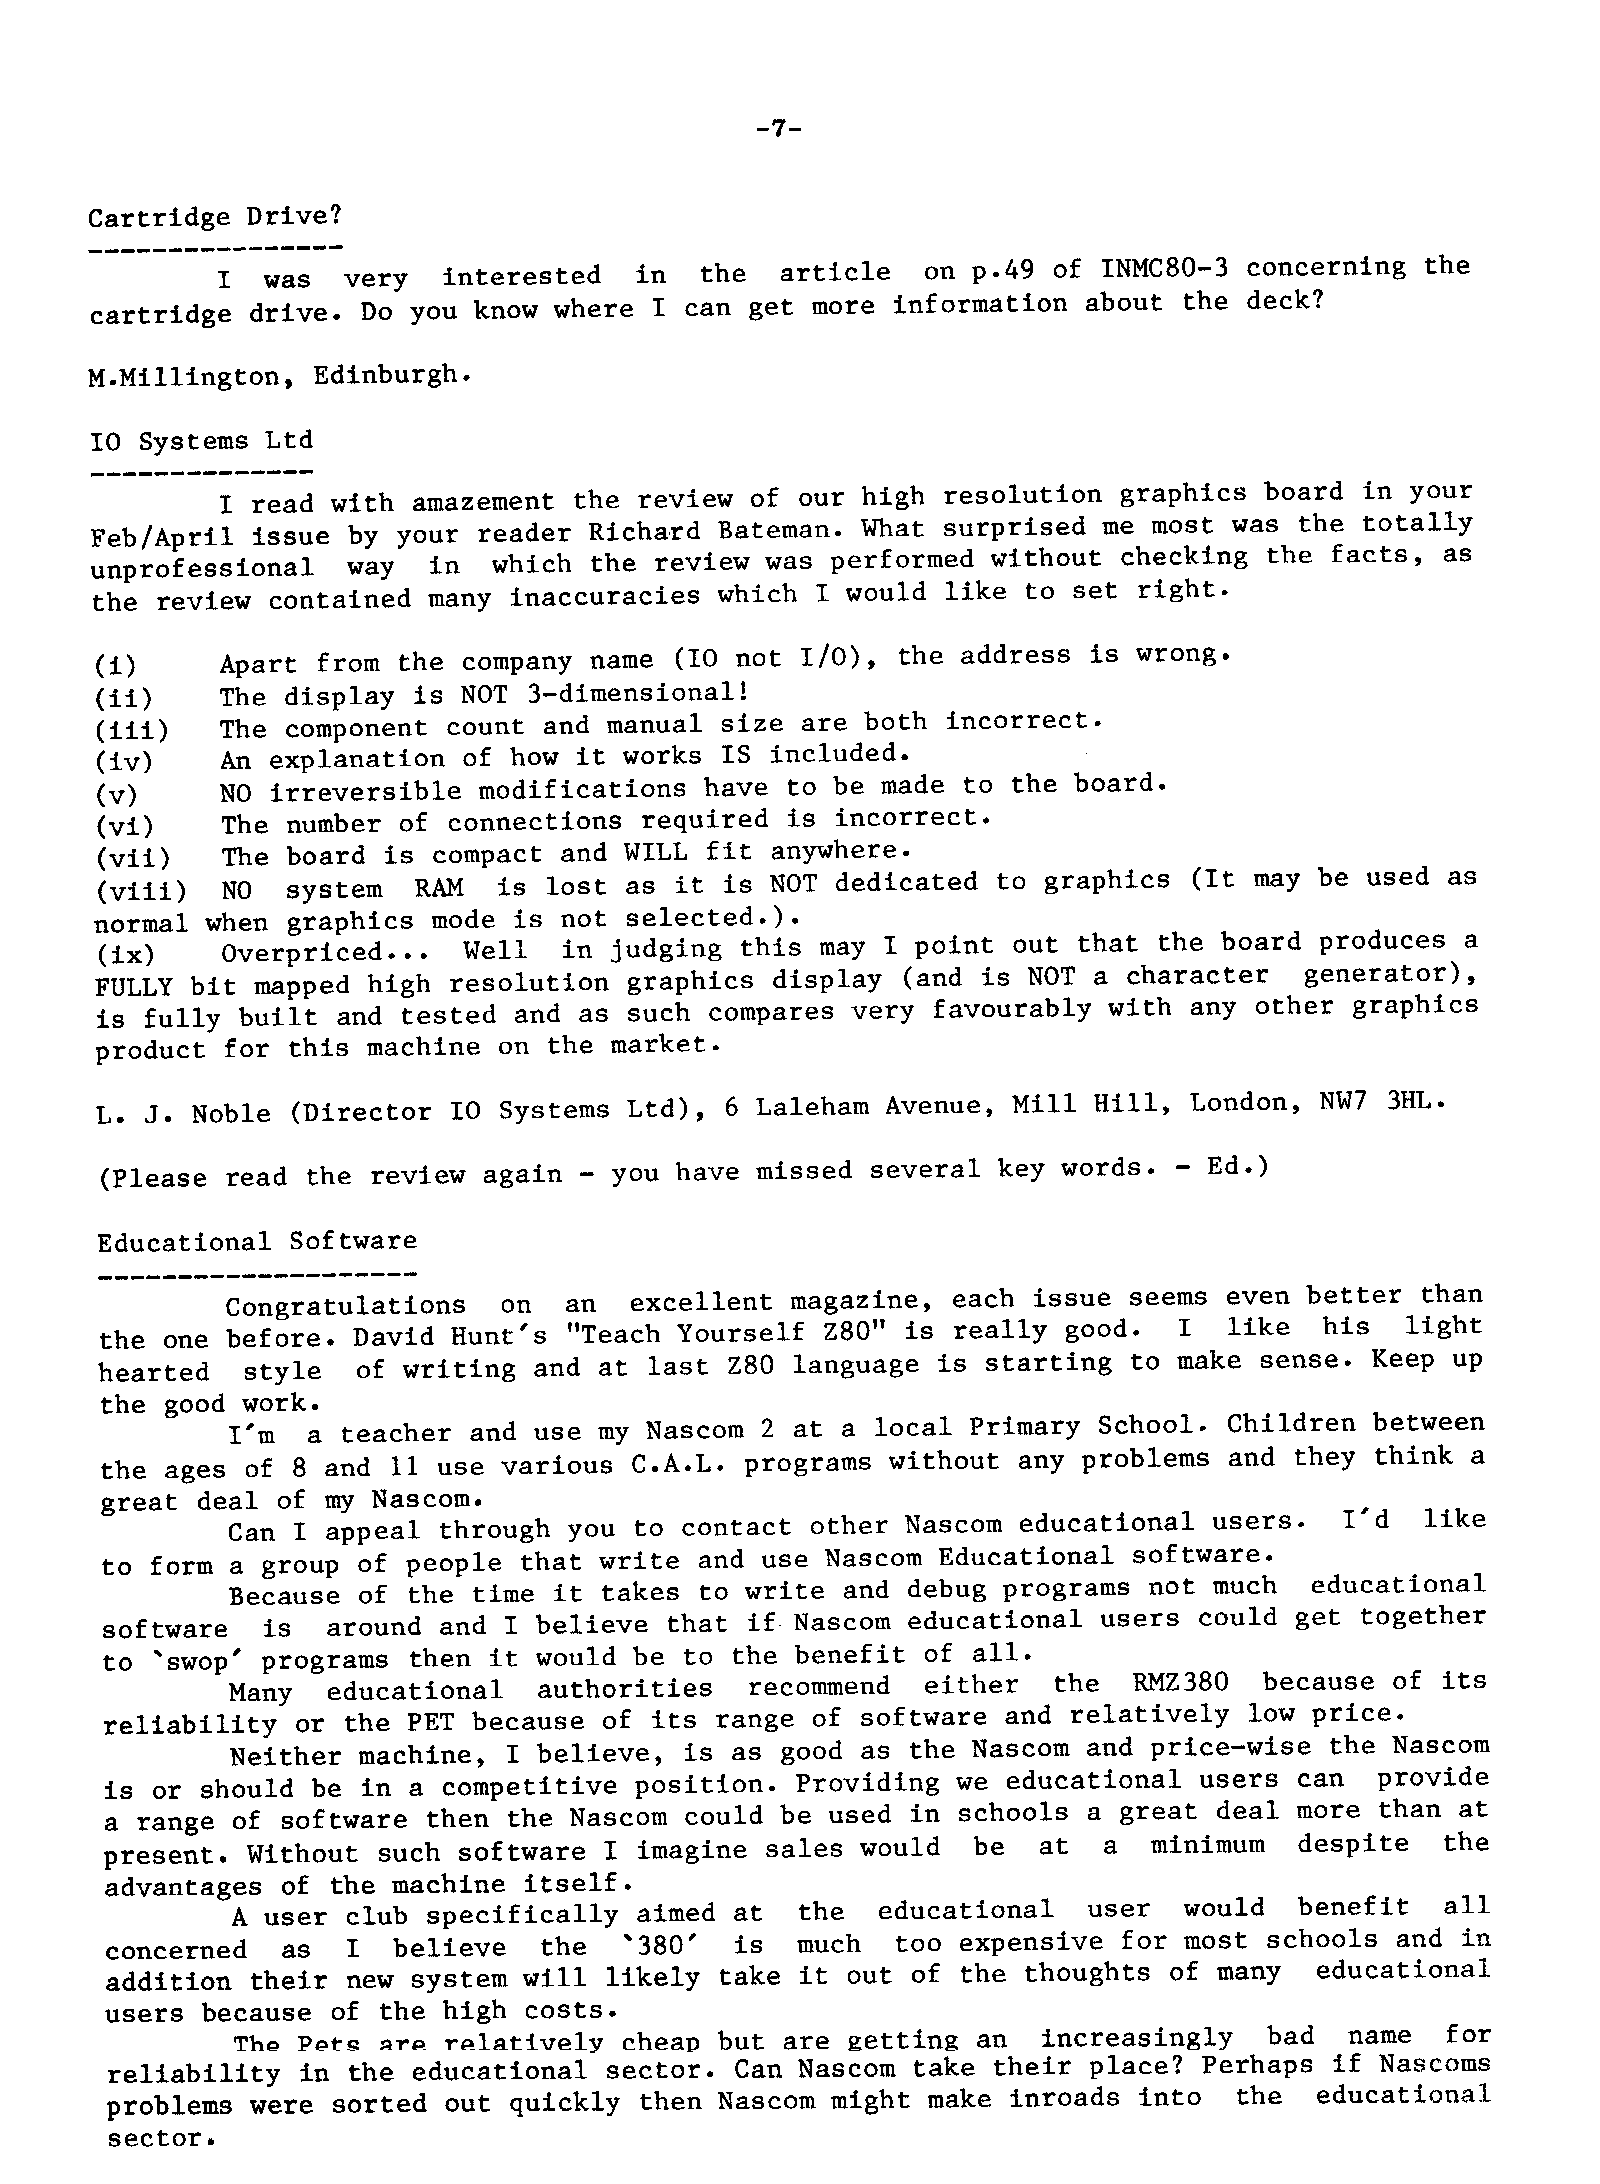 -7-
Cartridge Drive?
----------------
I was very interested in the article on p.49 of INMC80-3 concerning the
cartridge drive. Do you know where I can get more information about the deck?
M.Millington, Edinburgh.
IO Systems Ltd
--------------
I read with amazement the review of our high resolution graphics board in your
Feb/April issue by your reader Richard Bateman. What surprised me most was the totally
unprofessional way in which the review was performed without checking the facts, as
the review contained many inaccuracies which I would like to set right.
(i) Apart from the company name (IO not I/O), the address is wrong.
(ii) The display is NOT 3-dimensional!
(iii) The component count and manual size are both incorrect.
(iv) An explanation of how it works IS included.
(v) NO irreversible modifications have to be made to the board.
(vi) The number of connections required is incorrect.
(vii) The board is compact and WILL fit anywhere.
(viii) NO system RAM is lost as it is NOT dedicated to graphics (It may be used as
normal when graphics mode is not selected.).
(ix) Overpriced... Well in judging this may I point out that the board produces a
FULLY bit mapped high resolution graphics display (and is NOT a character generator),
is fully built and tested and as such compares very favourably with any other graphics
product for this machine on the market.
L. J. Noble (Director IO Systems Ltd), 6 Laleham Avenue, Mill Hill, London, NW7 3HL.
(Please read the review again - you have missed several key words. - Ed.)
Educational Software
--------------------
Congratulations on an excellent magazine, each issue seems even better than
the one before. David Hunt's "Teach Yourself Z80" is really good. I like his light
hearted style of writing and at last Z80 language is starting to make sense. Keep up
the good work.
I'm a teacher and use my Nascom 2 at a local Primary School. Children between
the ages of 8 and 11 use various C.A.L. programs without any problems and they think a
great deal of my Nascom.
Can I appeal through you to contact other Nascom educational users. I'd like
to form a group of people that write and use Nascom Educational software.
Because of the time it takes to write and debug programs not much educational
software is around and I believe that if Nascom educational users could get together
to `swop' programs then it would be to the benefit of all.
Many educational authorities recommend either the RMZ380 because of its
reliability or the PET because of its range of software and relatively low price.
Neither machine, I believe, is as good as the Nascom and price-wise the Nascom
is or should be in a competitive position. Providing we educational users can provide
a range of software then the Nascom could be used in schools a great deal more than at
present. Without such software I imagine sales would be at a minimum despite the
advantages of the machine itself.
A user club specifically aimed at the educational user would benefit all
concerned as I believe the `380' is much too expensive for most schools and in
addition their new system will likely take it out of the thoughts of many educational
users because of the high costs.
The Pets are relatively cheap but are getting an increasingly bad name for
reliability in the educational sector. Can Nascom take their place? Perhaps if Nascoms
problems were sorted out quickly then Nascom might make inroads into the educational
sector.